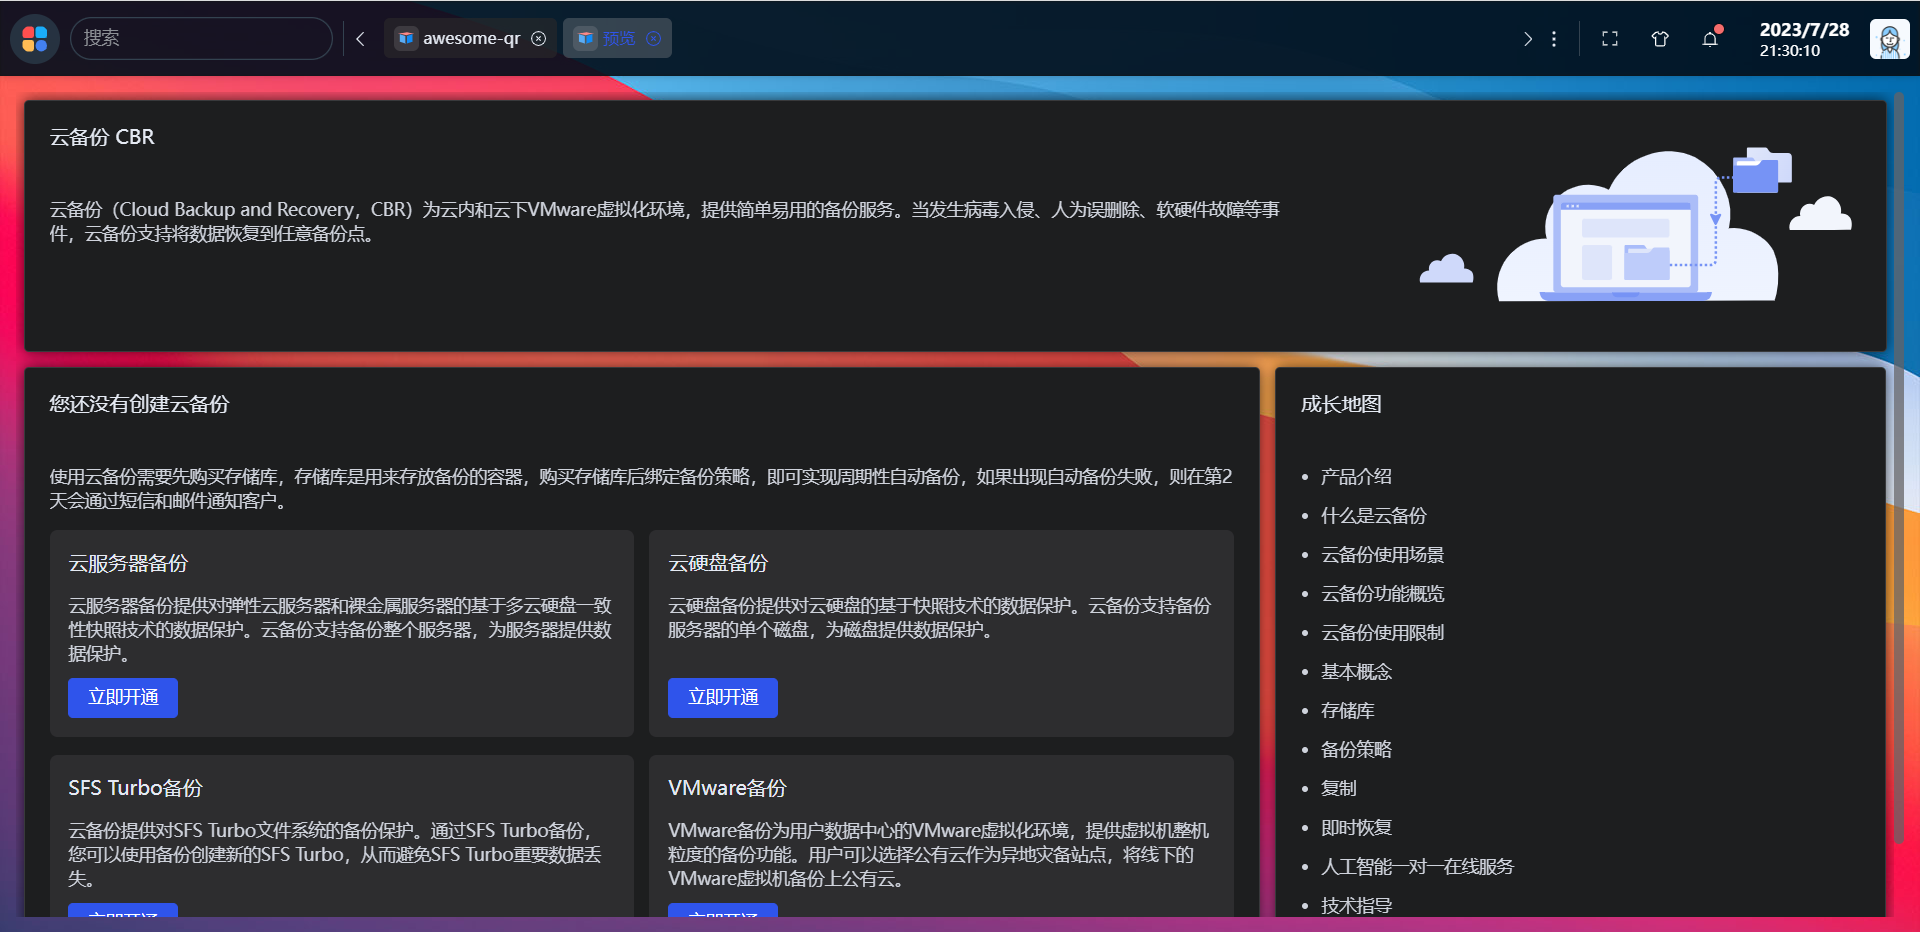 搜索
awesome-qr
预览
2023/7/28
21:30:10
云备份 CBR
云备份（Cloud Backup and Recovery，CBR）为云内和云下VMware虚拟化环境，提供简单易用的备份服务。当发生病毒入侵、人为误删除、软硬件故障等事
件，云备份支持将数据恢复到任意备份点。
您还没有创建云备份
使用云备份需要先购买存储库，存储库是用来存放备份的容器，购买存储库后绑定备份策略，即可实现周期性自动备份，如果出现自动备份失败，则在第2
天会通过短信和邮件通知客户。
云服务器备份
云服务器备份提供对弹性云服务器和裸金属服务器的基于多云硬盘一致
性快照技术的数据保护。云备份支持备份整个服务器，为服务器提供数
据保护。
立即开通
云硬盘备份
云硬盘备份提供对云硬盘的基于快照技术的数据保护。云备份支持备份
服务器的单个磁盘，为磁盘提供数据保护。
立即开通
SFS Turbo备份
云备份提供对SFS Turbo文件系统的备份保护。通过SFS Turbo备份，
您可以使用备份创建新的SFS Turbo，从而避免SFS Turbo重要数据丢
失。
立即开通
VMware备份
VMware备份为用户数据中心的VMware虚拟化环境，提供虚拟机整机
粒度的备份功能。用户可以选择公有云作为异地灾备站点，将线下的
VMware虚拟机备份上公有云。
立即开通
成长地图
产品介绍
什么是云备份
云备份使用场景
云备份功能概览
云备份使用限制
基本概念
存储库
备份策略
复制
即时恢复
人工智能一对一在线服务
技术指导